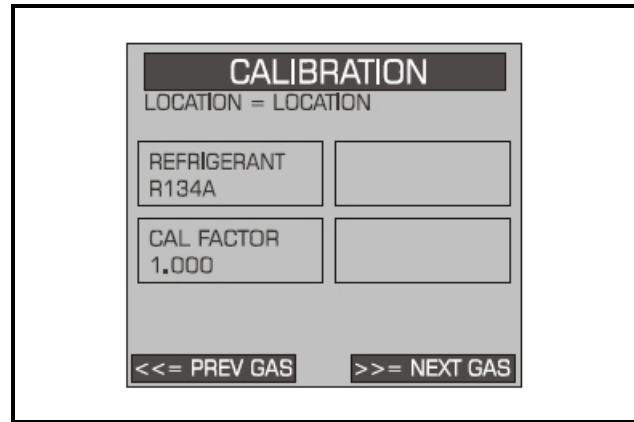 CALIBRATION
LOCATION = LOCATION
REFRIGERANT
R134A
CAL FACTOR
1.000
<<= PREV GAS
>>= NEXT GAS